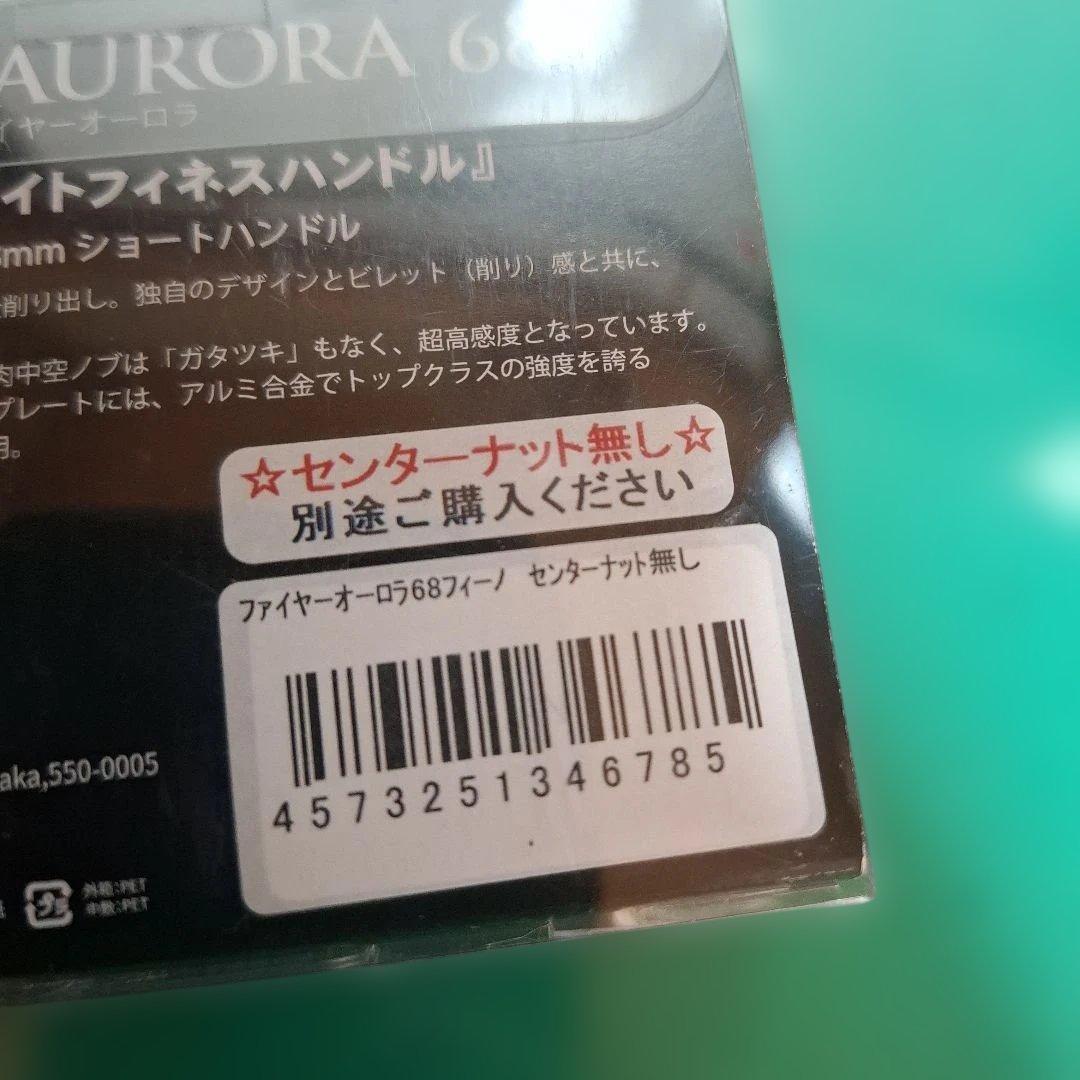 AURORA 68
イヤーオーロラ
イトフィネスハンドル』
mm ショートハンドル
削り出し。独自のデザインとビレット（削り）感と共に、
肉中空ノブは「ガタツキ」もなく、超高感度となっています。
プレートには、アルミ合金でトップクラスの強度を誇る
用。
☆センターナット無し☆
別途ご購入ください
ファイヤーオーロラ68フィーノ センターナット無し
4573251346785
aka,550-0005
外箱:PET